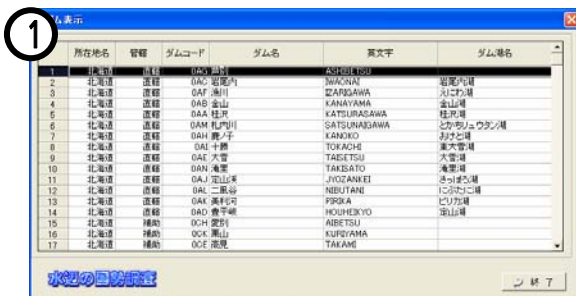 ①
ダム表示
所在地名 管轄 ダムコード ダム名 英文字 ダム湖名
1 北海道 直轄 0AG 芦別 ASHIBETSU
2 北海道 直轄 0AC 岩尾内 IWAONAI 岩尾内湖
3 北海道 直轄 0AF 漁川 IZARIGAWA えにわ湖
4 北海道 直轄 0AB 金山 KANAYAMA 金山湖
5 北海道 直轄 0AA 桂沢 KATSURASAWA 桂沢湖
6 北海道 直轄 0AM 札内川 SATSUNAIGAWA とかちリュウタン湖
7 北海道 直轄 0AH 鹿ノ子 KANOKO おけと湖
8 北海道 直轄 0AI 十勝 TOKACHI 東大雪湖
9 北海道 直轄 0AE 大雪 TAISETSU 大雪湖
10 北海道 直轄 0AN 滝里 TAKISATO 滝里湖
11 北海道 直轄 0AJ 定山渓 JYOZANKEI さっぽろ湖
12 北海道 直轄 0AL 二風谷 NIBUTANI にぶたに湖
13 北海道 直轄 0AK 美利河 PIRIKA ピリカ湖
14 北海道 直轄 0AD 豊平峡 HOUHEIKYO 定山湖
15 北海道 補助 0CH 愛別 AIBETSU
16 北海道 補助 0CK 栗山 KURIYAMA
17 北海道 補助 0CE 高見 TAKAMI
水辺の国勢調査
終了